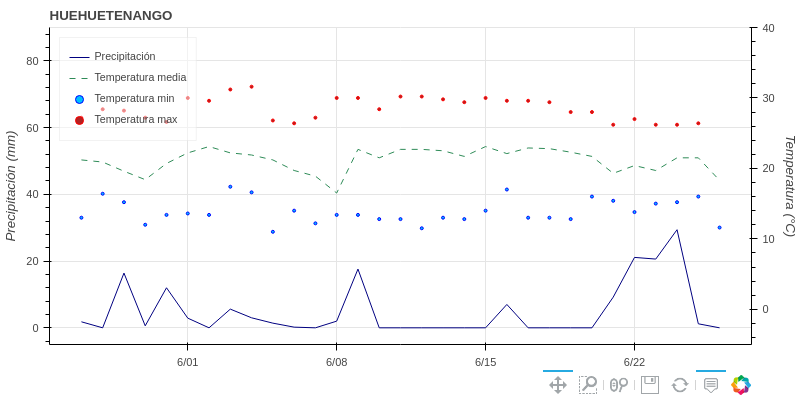 HUEHUETENANGO
Precipitación
Temperatura media
Temperatura min
Temperatura max
Precipitación (mm)
80
60
40
20
0
Temperatura (°C)
40
30
20
10
0
6/01
6/08
6/15
6/22